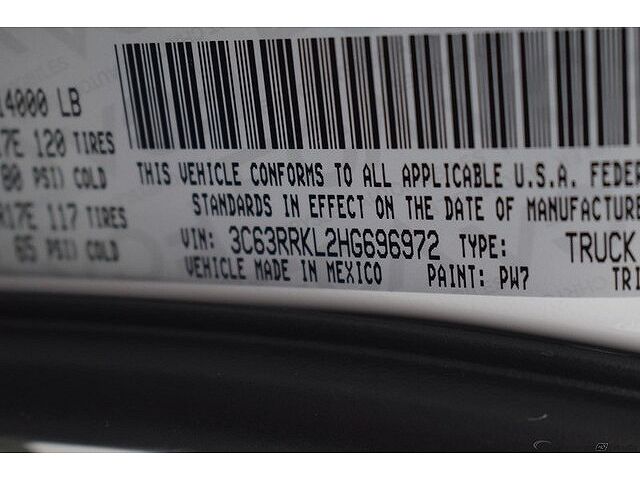 14000 LB
17E 120 TIRES
80 PSI) COLD
R17E 117 TIRES
65 PSI) COLD
THIS VEHICLE CONFORMS TO ALL APPLICABLE U.S.A. FEDER
STANDARDS IN EFFECT ON THE DATE OF MANUFACTURE
VIN: 3C63RRKL2HG696972 TYPE: TRUCK
VEHICLE MADE IN MEXICO PAINT: PW7 TRI